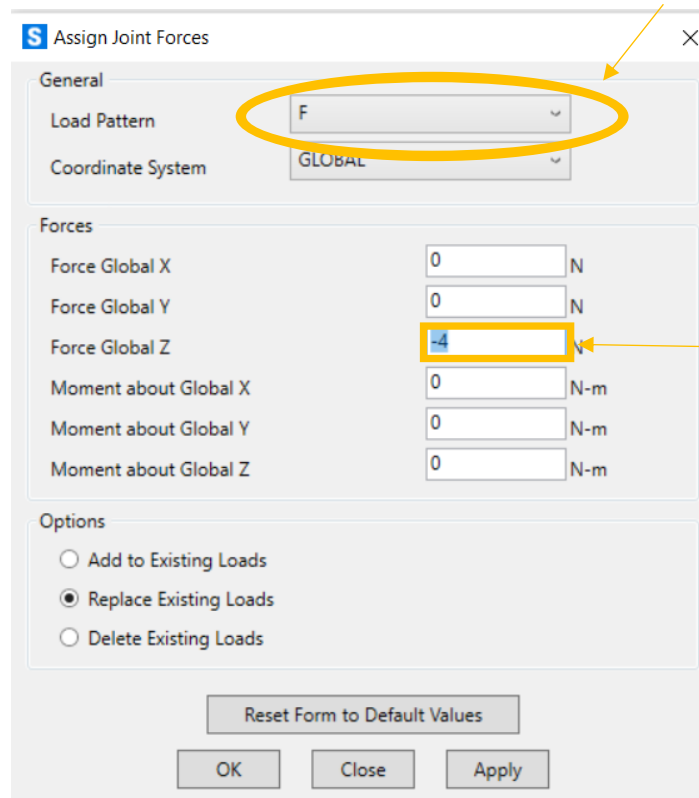 S Assign Joint Forces
General
Load Pattern F
Coordinate System GLOBAL
Forces
Force Global X 0 N
Force Global Y 0 N
Force Global Z -4 N
Moment about Global X 0 N-m
Moment about Global Y 0 N-m
Moment about Global Z 0 N-m
Options
Add to Existing Loads
Replace Existing Loads
Delete Existing Loads
Reset Form to Default Values
OK Close Apply